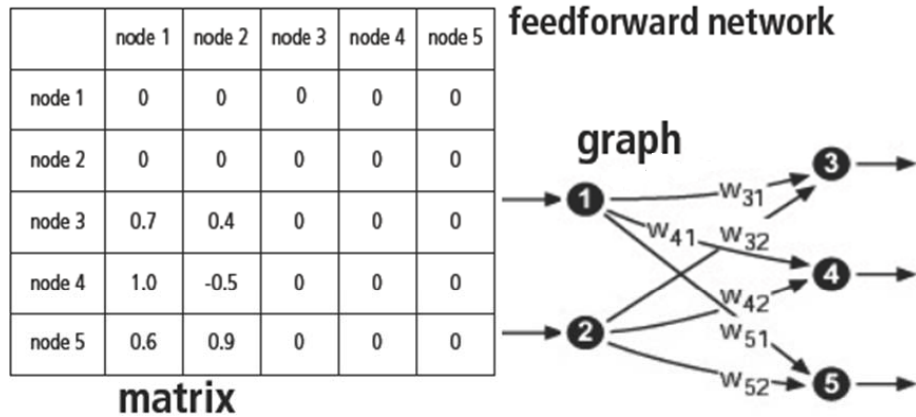 feedforward network
node 1 node 2 node 3 node 4 node 5
node 1 0 0 0 0 0
node 2 0 0 0 0 0
node 3 0.7 0.4 0 0 0
node 4 1.0 -0.5 0 0 0
node 5 0.6 0.9 0 0 0
matrix
graph
1
2
3
4
5
w31
w41
w32
w42
w51
w52